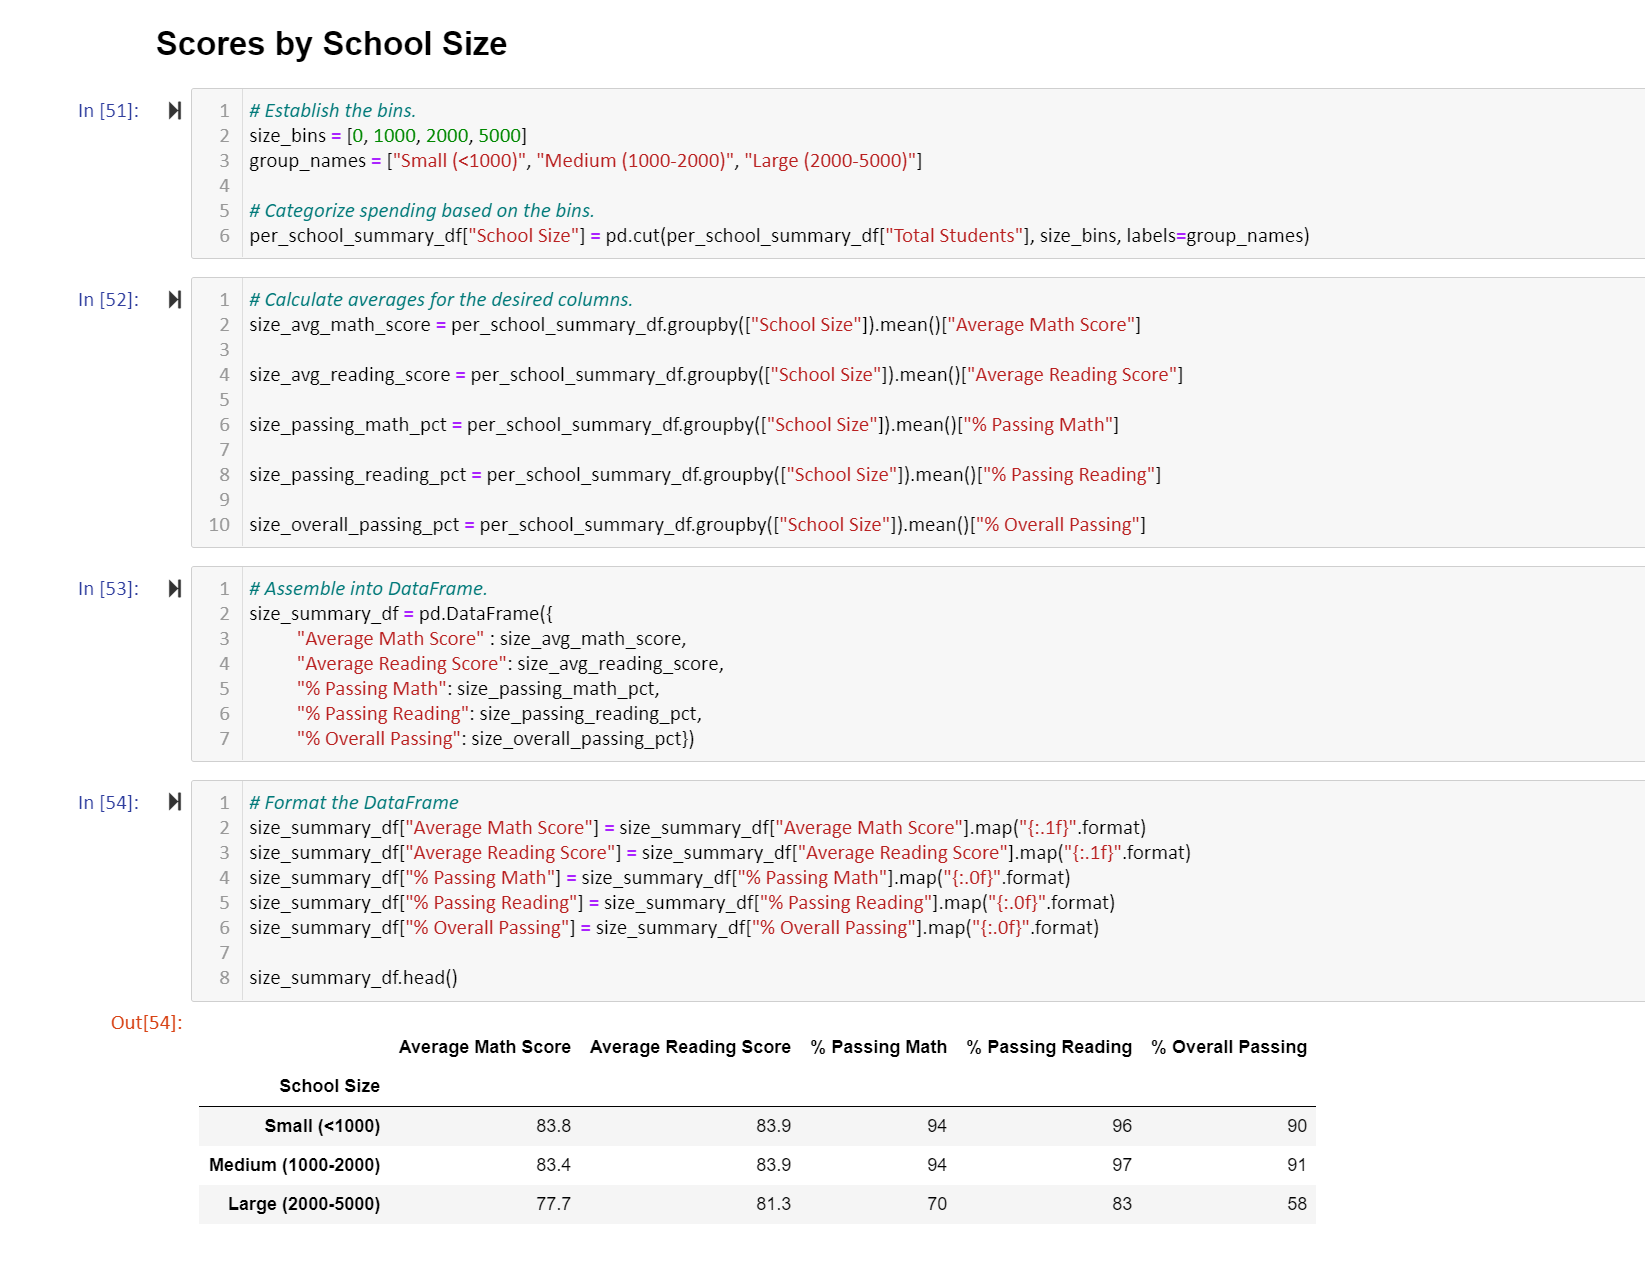 Scores by School Size
In [51]:
1 # Establish the bins.
2 size_bins = [0, 1000, 2000, 5000]
3 group_names = ["Small (<1000)", "Medium (1000-2000)", "Large (2000-5000)"]
4
5 # Categorize spending based on the bins.
6 per_school_summary_df["School Size"] = pd.cut(per_school_summary_df["Total Students"], size_bins, labels=group_names)
In [52]:
1 # Calculate averages for the desired columns.
2 size_avg_math_score = per_school_summary_df.groupby(["School Size"]).mean()["Average Math Score"]
3
4 size_avg_reading_score = per_school_summary_df.groupby(["School Size"]).mean()["Average Reading Score"]
5
6 size_passing_math_pct = per_school_summary_df.groupby(["School Size"]).mean()["% Passing Math"]
7
8 size_passing_reading_pct = per_school_summary_df.groupby(["School Size"]).mean()["% Passing Reading"]
9
10 size_overall_passing_pct = per_school_summary_df.groupby(["School Size"]).mean()["% Overall Passing"]
In [53]:
1 # Assemble into DataFrame.
2 size_summary_df = pd.DataFrame({
3 "Average Math Score" : size_avg_math_score,
4 "Average Reading Score": size_avg_reading_score,
5 "% Passing Math": size_passing_math_pct,
6 "% Passing Reading": size_passing_reading_pct,
7 "% Overall Passing": size_overall_passing_pct})
In [54]:
1 # Format the DataFrame
2 size_summary_df["Average Math Score"] = size_summary_df["Average Math Score"].map("{:.1f}".format)
3 size_summary_df["Average Reading Score"] = size_summary_df["Average Reading Score"].map("{:.1f}".format)
4 size_summary_df["% Passing Math"] = size_summary_df["% Passing Math"].map("{:.0f}".format)
5 size_summary_df["% Passing Reading"] = size_summary_df["% Passing Reading"].map("{:.0f}".format)
6 size_summary_df["% Overall Passing"] = size_summary_df["% Overall Passing"].map("{:.0f}".format)
7
8 size_summary_df.head()
Out[54]:
Average Math Score Average Reading Score % Passing Math % Passing Reading % Overall Passing
School Size
Small (<1000) 83.8 83.9 94 96 90
Medium (1000-2000) 83.4 83.9 94 97 91
Large (2000-5000) 77.7 81.3 70 83 58